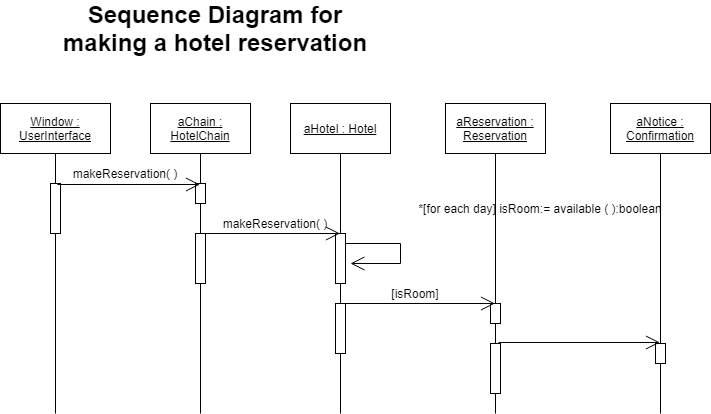 Sequence Diagram for
making a hotel reservation
Window :
UserInterface
aChain :
HotelChain
aHotel : Hotel
aReservation :
Reservation
aNotice :
Confirmation
makeReservation( )
*[for each day] isRoom:= available ( ):boolean
makeReservation( )
[isRoom]